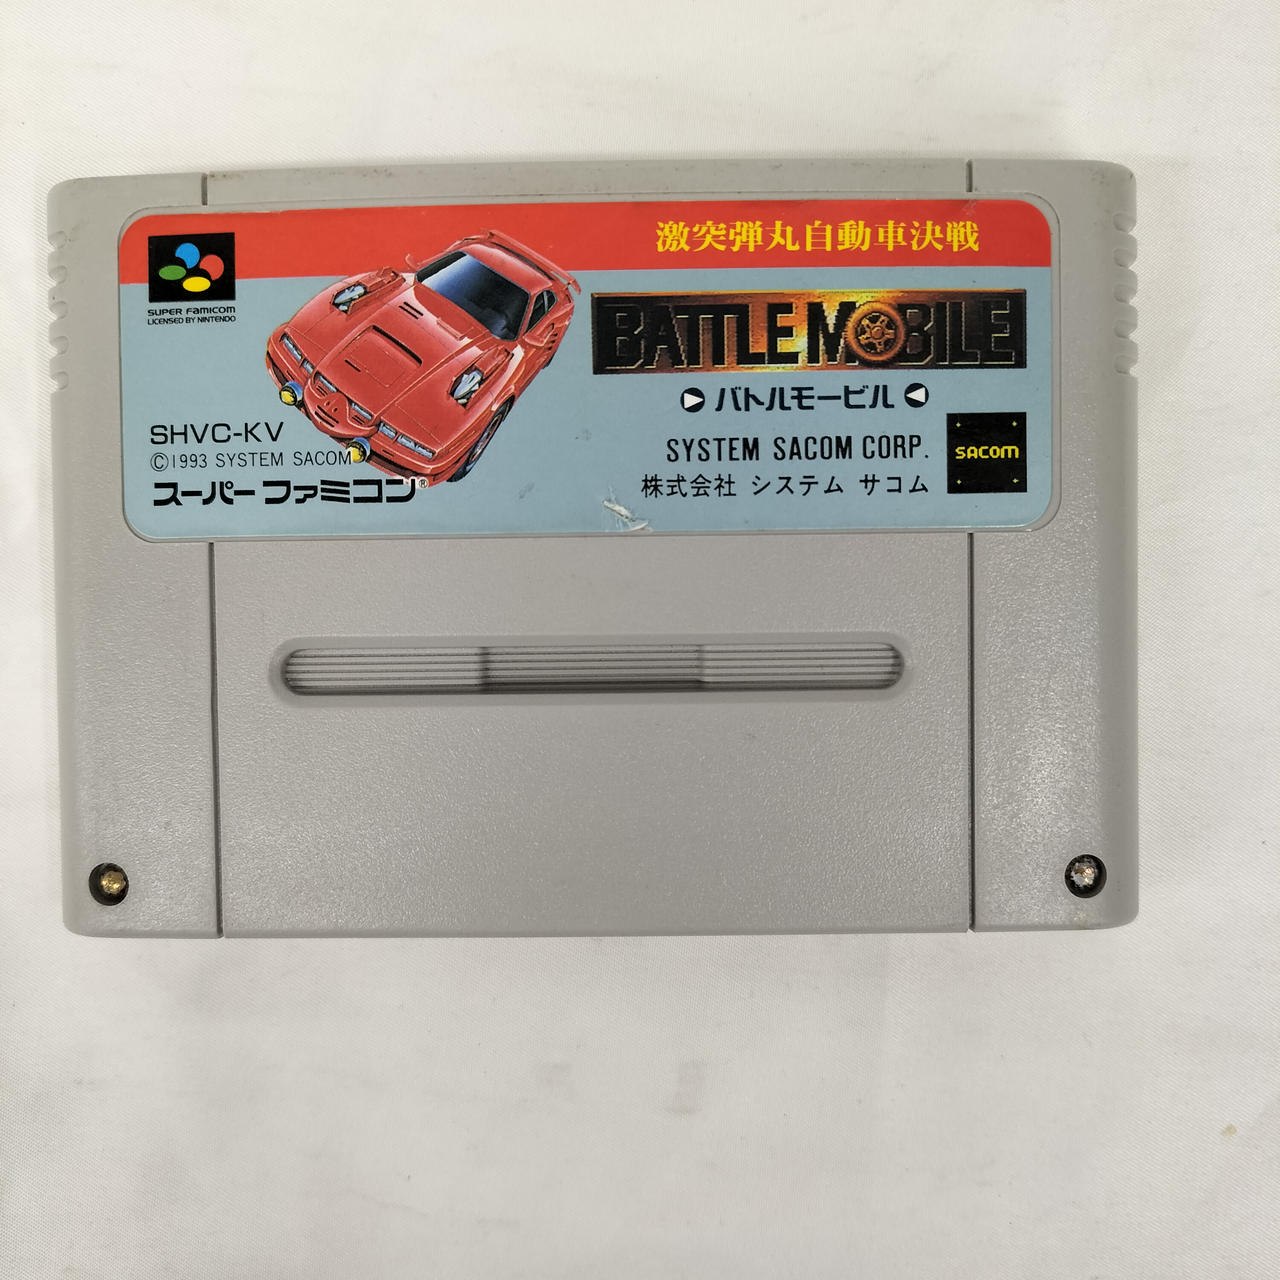 激突弾丸自動車決戦
SUPER FAMICOM
LICENSED BY NINTENDO
BATTLE MOBILE
バトルモービル
SHVC-KV
©1993 SYSTEM SACOM
スーパーファミコン®
SYSTEM SACOM CORP.
株式会社 システム サコム
SACOM